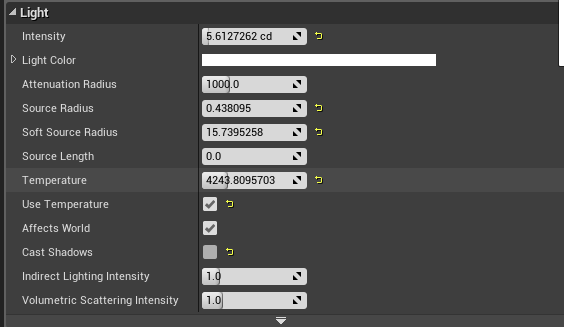 Light
Intensity 5.6127262 cd
Light Color
Attenuation Radius 1000.0
Source Radius 0.438095
Soft Source Radius 15.7395258
Source Length 0.0
Temperature 4243.8095703
Use Temperature
Affects World
Cast Shadows
Indirect Lighting Intensity 1.0
Volumetric Scattering Intensity 1.0